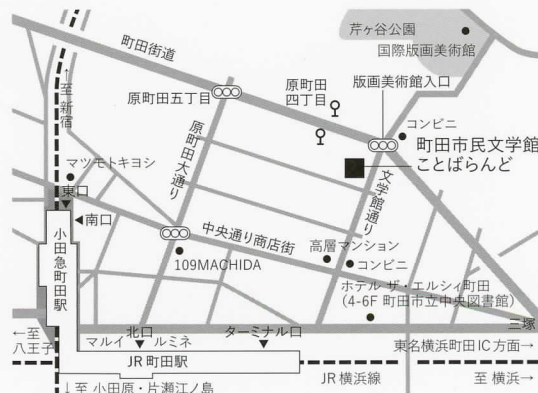 芹ヶ谷公園
国際版画美術館
町田街道
↑至新宿
原町田五丁目
原町田
四丁目
版画美術館入口
コンビニ
町田市民文学館
ことばらんど
マツモトキヨシ
原町田大通り
文学館通り
東口
南口
小田急町田駅
中央通り商店街
109MACHIDA
高層マンション
コンビニ
ホテル ザ・エルシィ町田
(4-6F 町田市立中央図書館)
三塚
←至
八王子
マルイ
北口
ルミネ
ターミナル口
東名横浜町田IC方面→
JR町田駅
JR横浜線
至 横浜→
↓至 小田原・片瀬江ノ島